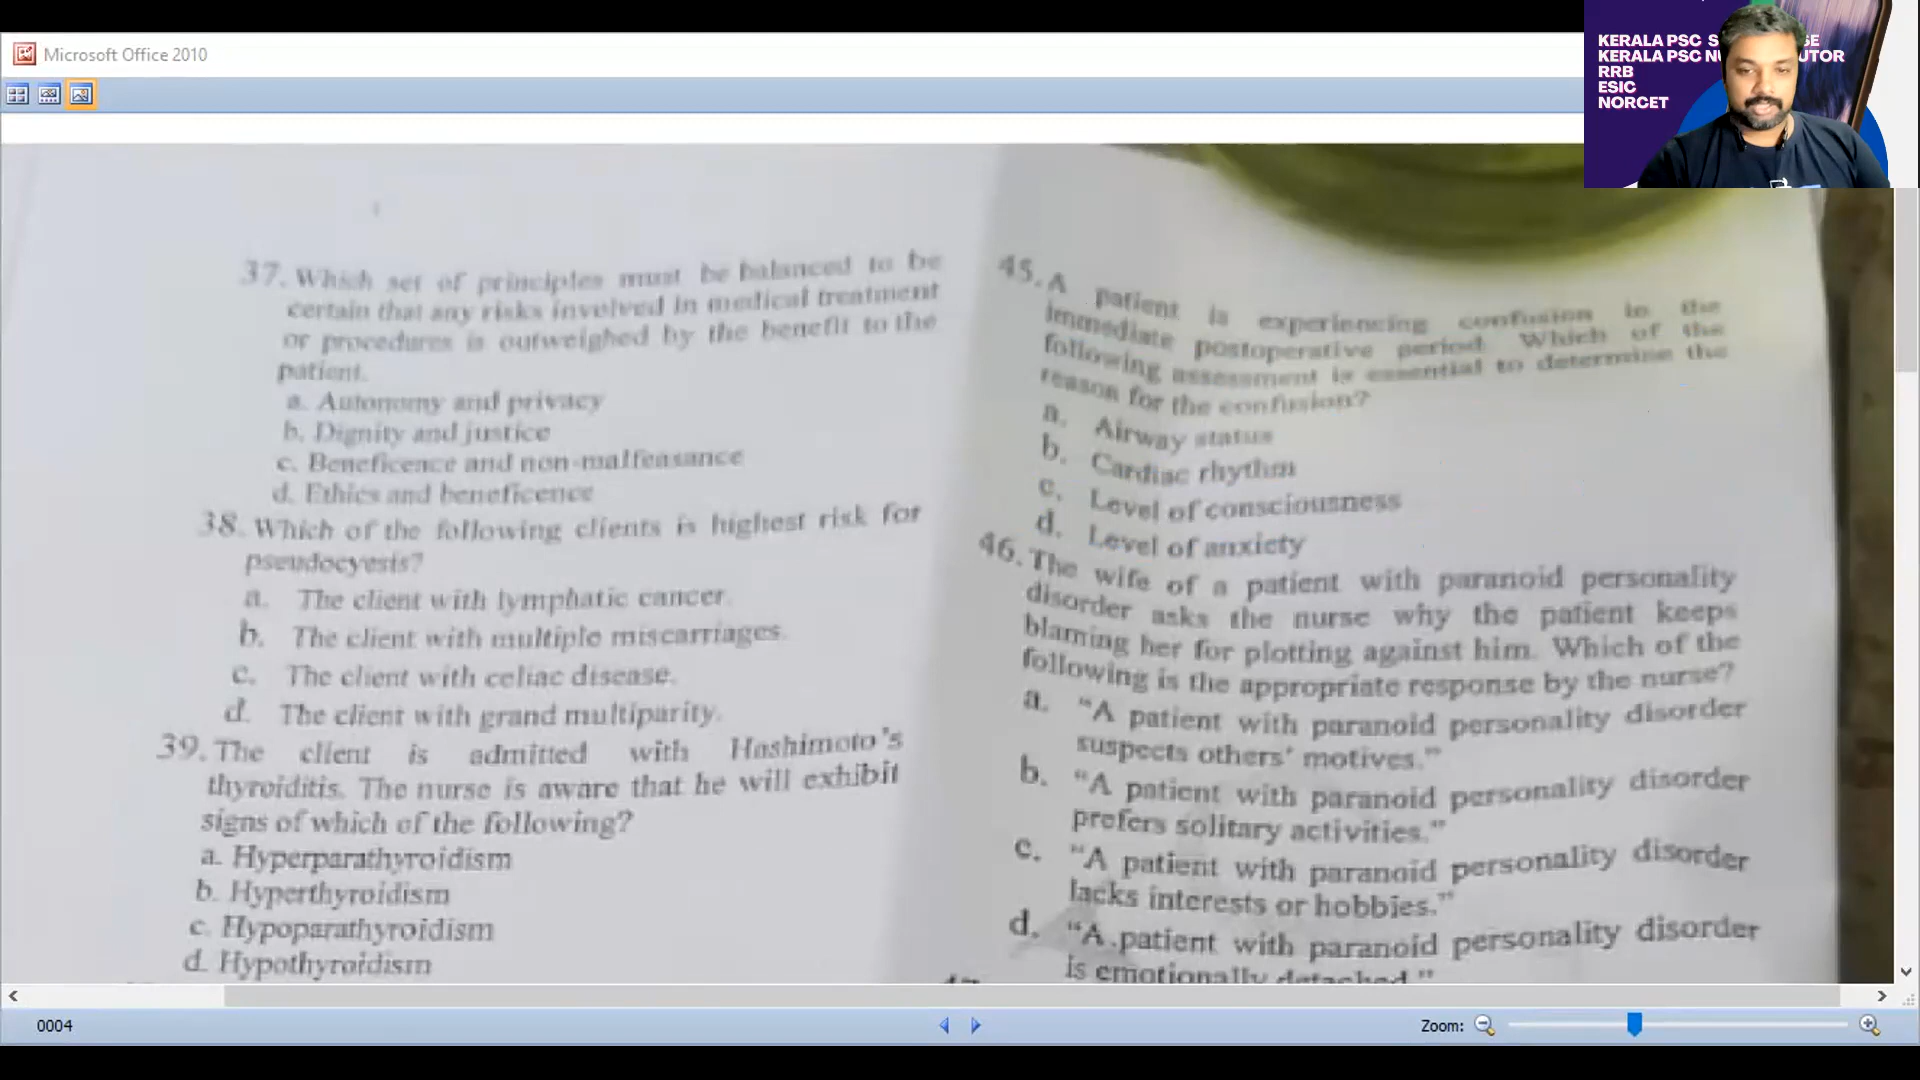 Microsoft Office 2010
KERALA PSC S
KERALA PSC NU UTOR
RRB
ESIC
NORCET
37. Which set of principles must be balanced to be
certain that any risks involved in medical treatment
or procedures is outweighed by the benefit to the
patient.
a. Autonomy and privacy
b. Dignity and justice
c. Beneficence and non-malfeasance
d. Ethics and beneficence
38. Which of the following clients is highest risk for
pseudocyesis?
a. The client with lymphatic cancer.
b. The client with multiple miscarriages.
c. The client with celiac disease.
d. The client with grand multiparity.
39. The client is admitted with Hashimoto's
thyroiditis. The nurse is aware that he will exhibit
signs of which of the following?
a. Hyperparathyroidism
b. Hyperthyroidism
c. Hypoparathyroidism
d. Hypothyroidism
45. A patient is experiencing confusion in the
immediate postoperative period. Which of the
following assessment is essential to determine the
reason for the confusion?
a. Airway status
b. Cardiac rhythm
c. Level of consciousness
d. Level of anxiety
46. The wife of a patient with paranoid personality
disorder asks the nurse why the patient keeps
blaming her for plotting against him. Which of the
following is the appropriate response by the nurse?
a. "A patient with paranoid personality disorder
suspects others' motives."
b. "A patient with paranoid personality disorder
prefers solitary activities."
c. "A patient with paranoid personality disorder
lacks interests or hobbies."
d. "A patient with paranoid personality disorder
is emotionally detached."
0004
Zoom: